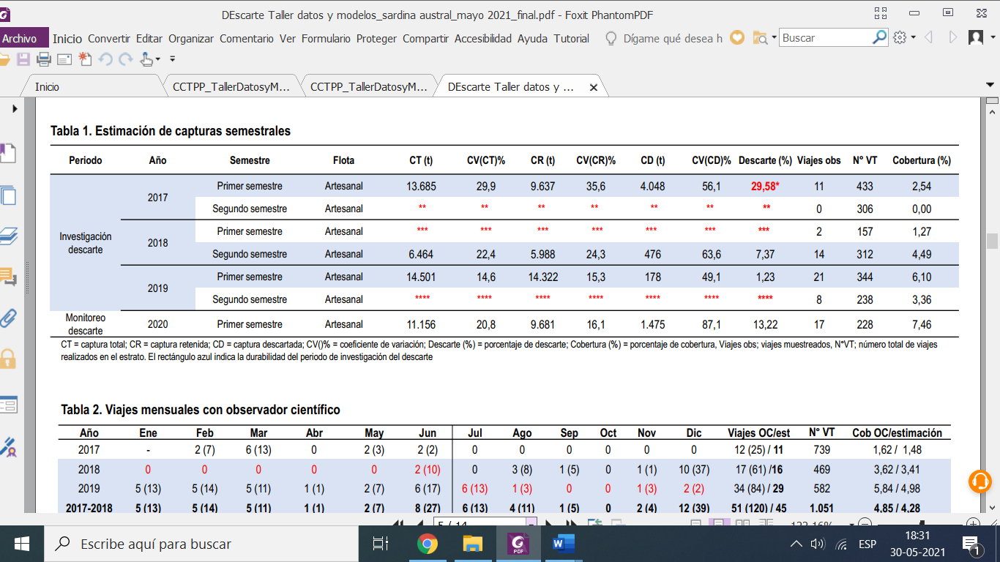 DEscarte Taller datos y modelos_sardina austral_mayo 2021_final.pdf - Foxit PhantomPDF
Archivo Inicio Convertir Editar Organizar Comentario Ver Formulario Proteger Compartir Accesibilidad Ayuda Tutorial Dígame qué desea h Buscar
Inicio CCTPP_TallerDatosyM... CCTPP_TallerDatosyM... DEscarte Taller datos y ...
Tabla 1. Estimación de capturas semestrales
Periodo Año Semestre Flota CT (t) CV(CT)% CR (t) CV(CR)% CD (t) CV(CD)% Descarte (%) Viajes obs N° VT Cobertura (%)
Investigación descarte 2017 Primer semestre Artesanal 13.685 29,9 9.637 35,6 4.048 56,1 29,58* 11 433 2,54
Segundo semestre Artesanal ** ** ** ** ** ** ** 0 306 0,00
2018 Primer semestre Artesanal *** *** *** *** *** *** *** 2 157 1,27
Segundo semestre Artesanal 6.464 22,4 5.988 24,3 476 63,6 7,37 14 312 4,49
2019 Primer semestre Artesanal 14.501 14,6 14.322 15,3 178 49,1 1,23 21 344 6,10
Segundo semestre Artesanal **** **** **** **** **** **** **** 8 238 3,36
Monitoreo descarte 2020 Primer semestre Artesanal 11.156 20,8 9.681 16,1 1.475 87,1 13,22 17 228 7,46
CT = captura total; CR = captura retenida; CD = captura descartada; CV()% = coeficiente de variación; Descarte (%) = porcentaje de descarte; Cobertura (%) = porcentaje de cobertura, Viajes obs; viajes muestreados, N°VT; número total de viajes
realizados en el estrato. El rectángulo azul indica la durabilidad del periodo de investigación del descarte
Tabla 2. Viajes mensuales con observador científico
Año Ene Feb Mar Abr May Jun Jul Ago Sep Oct Nov Dic Viajes OC/est N° VT Cob OC/estimación
2017 - 2 (7) 6 (13) 0 2 (3) 2 (2) 0 0 0 0 0 0 12 (25) / 11 739 1,62 / 1,48
2018 0 0 0 0 0 2 (10) 0 3 (8) 1 (5) 0 1 (1) 10 (37) 17 (61) /16 469 3,62 / 3,41
2019 5 (13) 5 (14) 5 (11) 1 (1) 2 (7) 6 (17) 6 (13) 1 (3) 0 0 1 (3) 2 (2) 34 (84) / 29 582 5,84 / 4,98
2017-2018 5 (13) 5 (14) 5 (11) 1 (1) 2 (7) 8 (27) 6 (13) 4 (11) 1 (5) 0 2 (4) 12 (39) 51 (120) / 45 1.051 4,85 / 4,28
5 / 14 122,16%
Escribe aquí para buscar PDF W ESP 18:31
30-05-2021 1